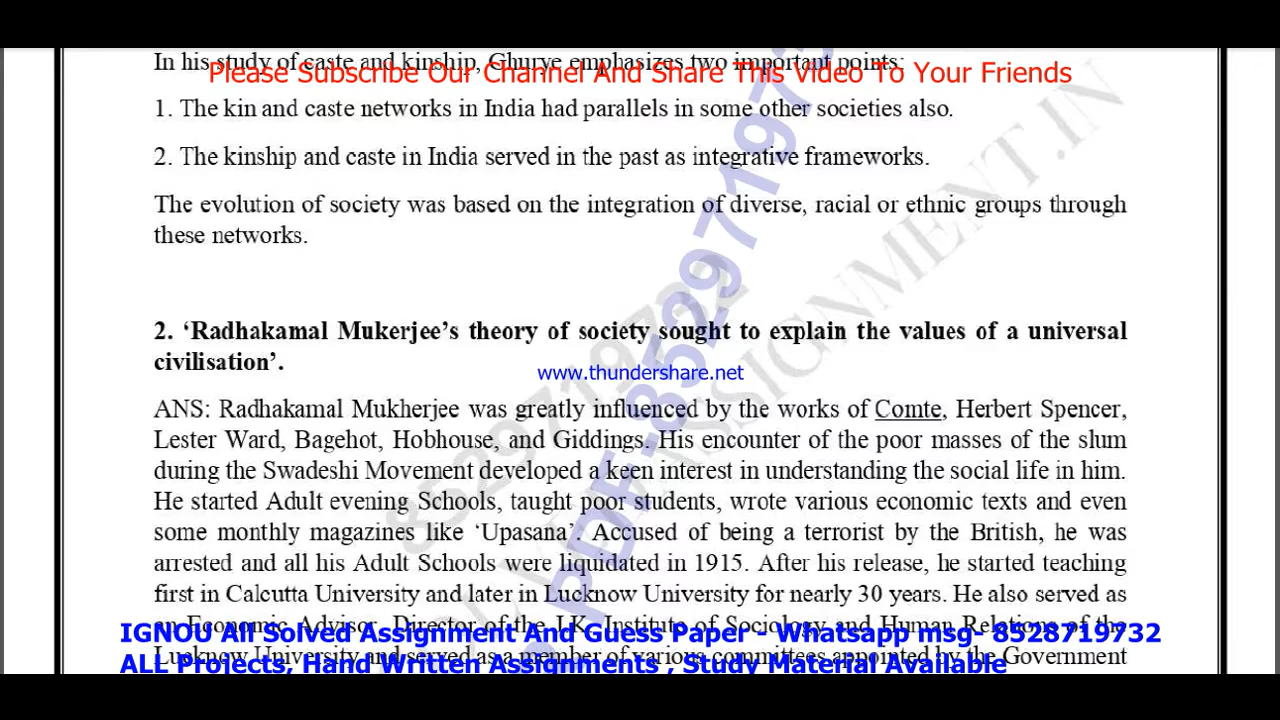 In his study of caste and kinship, Ghurye emphasizes two important points:
Please Subscribe Our Channel And Share This Video To Your Friends
1. The kin and caste networks in India had parallels in some other societies also.
2. The kinship and caste in India served in the past as integrative frameworks.
The evolution of society was based on the integration of diverse, racial or ethnic groups through
these networks.
2. ‘Radhakamal Mukerjee’s theory of society sought to explain the values of a universal
civilisation’.
www.thundershare.net
ANS: Radhakamal Mukherjee was greatly influenced by the works of Comte, Herbert Spencer,
Lester Ward, Bagehot, Hobhouse, and Giddings. His encounter of the poor masses of the slum
during the Swadeshi Movement developed a keen interest in understanding the social life in him.
He started Adult evening Schools, taught poor students, wrote various economic texts and even
some monthly magazines like ‘Upasana’. Accused of being a terrorist by the British, he was
arrested and all his Adult Schools were liquidated in 1915. After his release, he started teaching
first in Calcutta University and later in Lucknow University for nearly 30 years. He also served as
an Economic Advisor, Director of the J.K. Institute of Sociology and Human Relations of the
IGNOU All Solved Assignment And Guess Paper - Whatsapp msg- 8528719732
Lucknow University and served as a member of various committees appointed by the Government
ALL Projects, Hand Written Assignments , Study Material Available
PDF-852971973
8529719732
ASSIGNMENT.IN